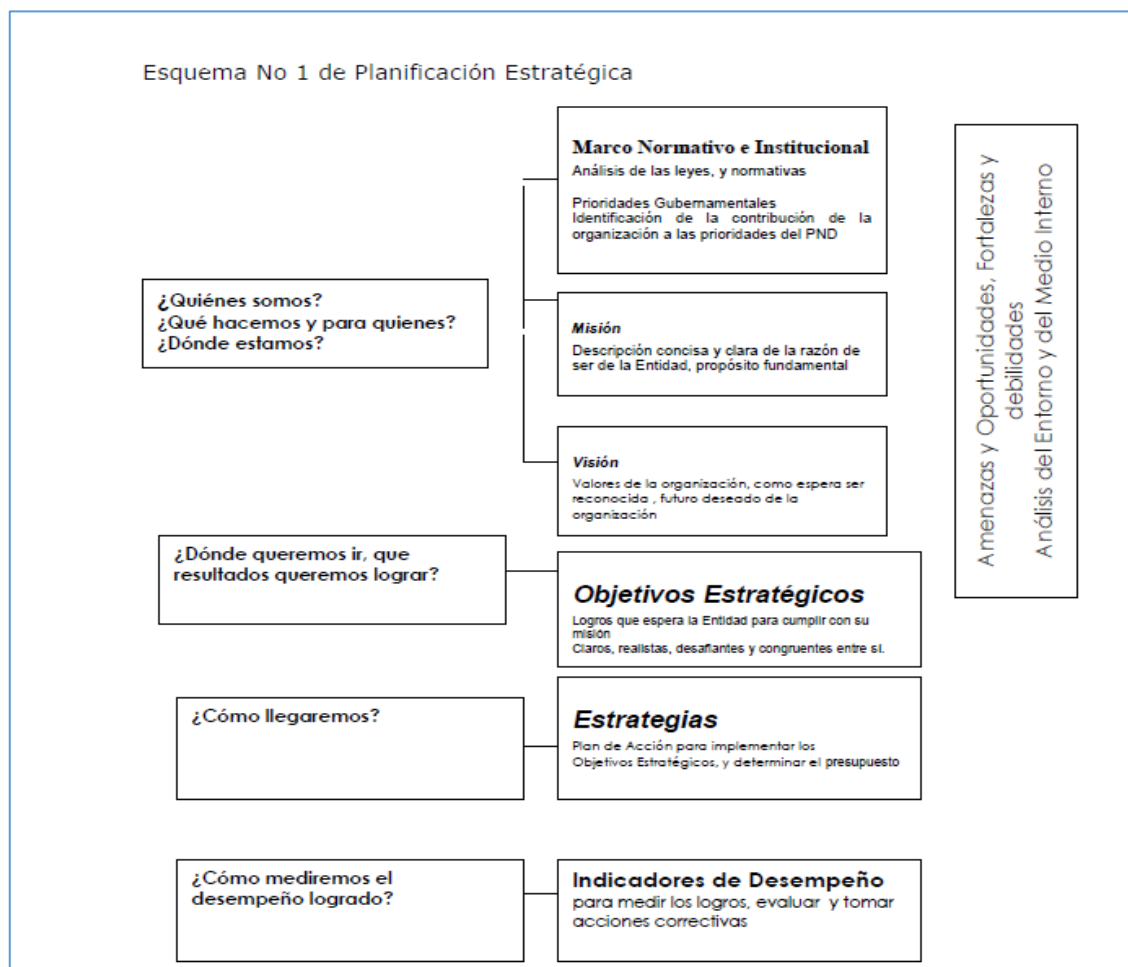 Esquema No 1 de Planificación Estratégica
Marco Normativo e Institucional
Análisis de las leyes, y normativas
Prioridades Gubernamentales
Identificación de la contribución de la
organización a las prioridades del PND
¿Quiénes somos?
¿Qué hacemos y para quienes?
¿Dónde estamos?
Misión
Descripción concisa y clara de la razón de
ser de la Entidad, propósito fundamental
Visión
Valores de la organización, como espera ser
reconocida , futuro deseado de la
organización
¿Dónde queremos ir, que
resultados queremos lograr?
Objetivos Estratégicos
Logros que espera la Entidad para cumplir con su
misión
Claros, realistas, desafiantes y congruentes entre sí.
¿Cómo llegaremos?
Estrategias
Plan de Acción para implementar los
Objetivos Estratégicos, y determinar el presupuesto
¿Cómo mediremos el
desempeño logrado?
Indicadores de Desempeño
para medir los logros, evaluar y tomar
acciones correctivas
Amenazas y Oportunidades, Fortalezas y
debilidades
Análisis del Entorno y del Medio Interno